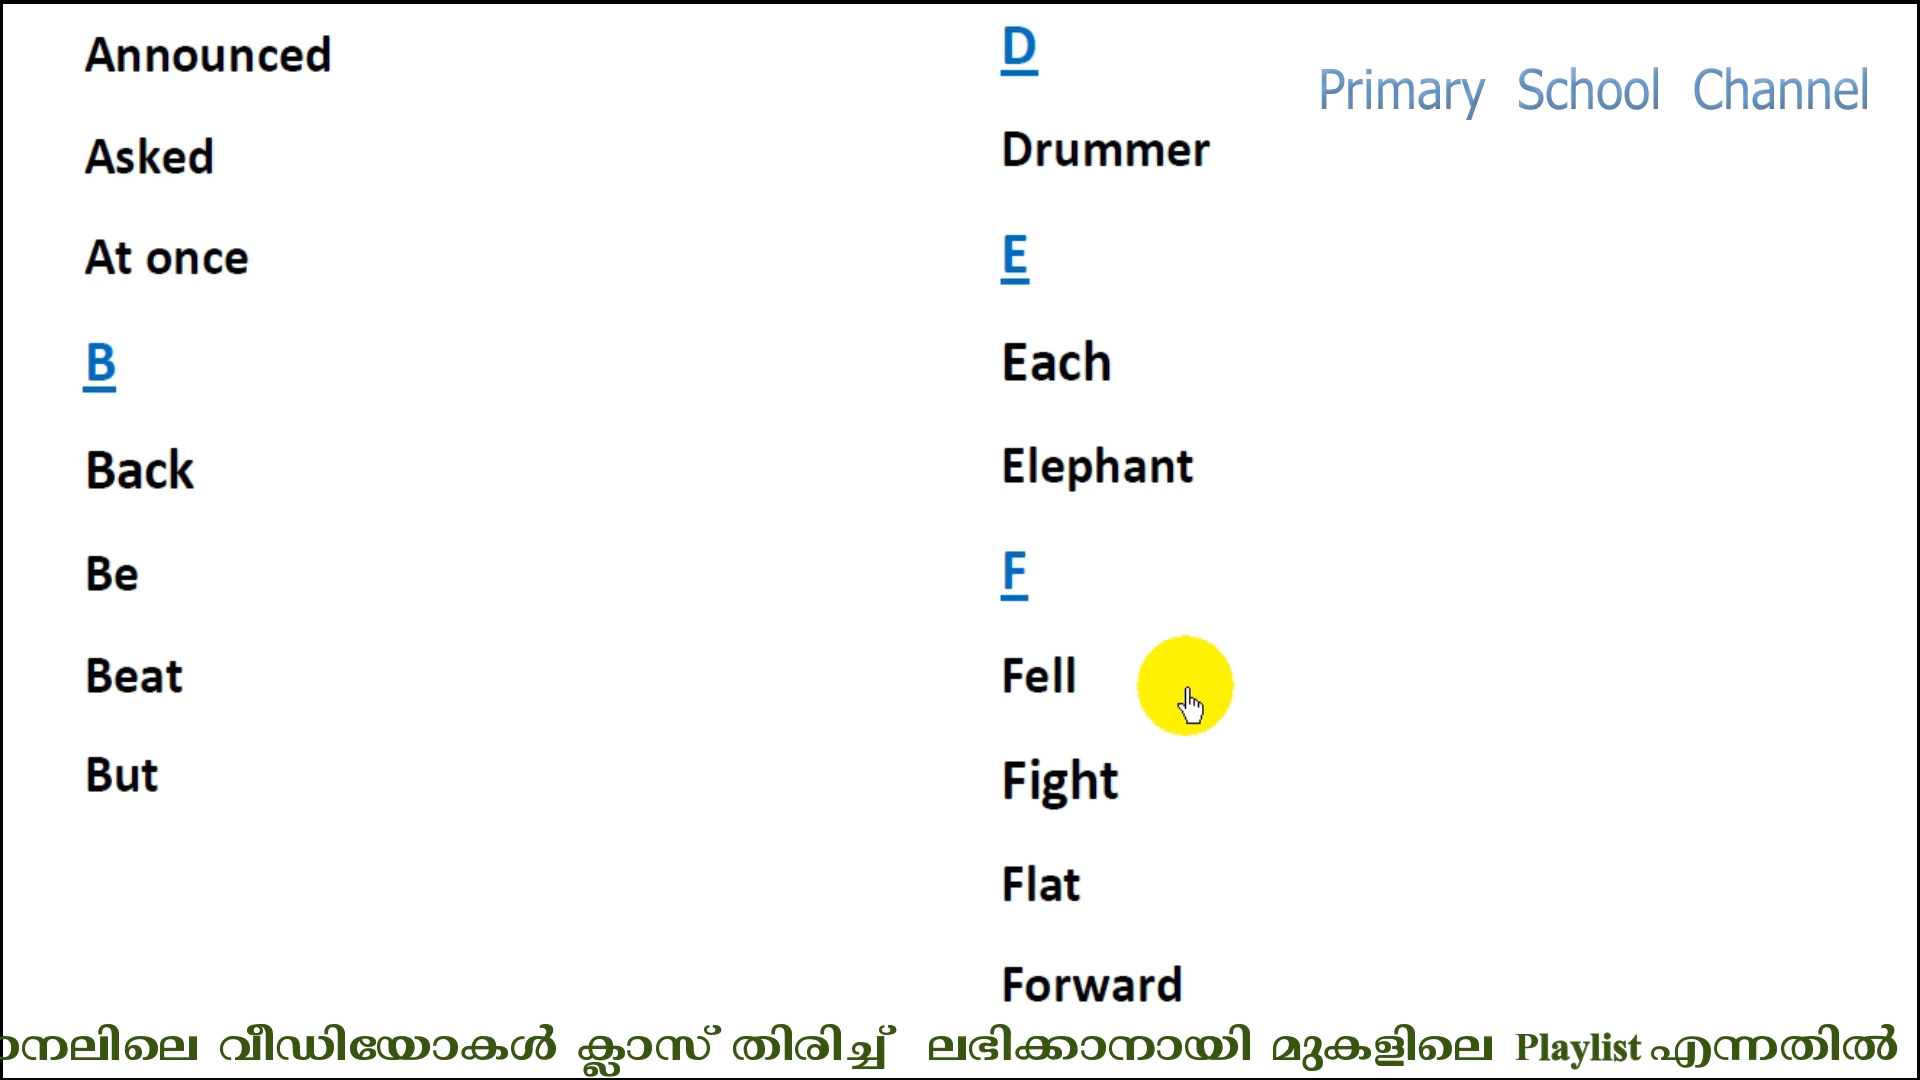 Announced
Asked
At once
B
Back
Be
Beat
But
D
Drummer
E
Each
Elephant
F
Fell
Fight
Flat
Forward
Primary School Channel
വീഡിയോകൾ ക്ലാസ് തിരിച്ച് ലഭിക്കാനായി മുകളിലെ Playlist എന്നതിൽ